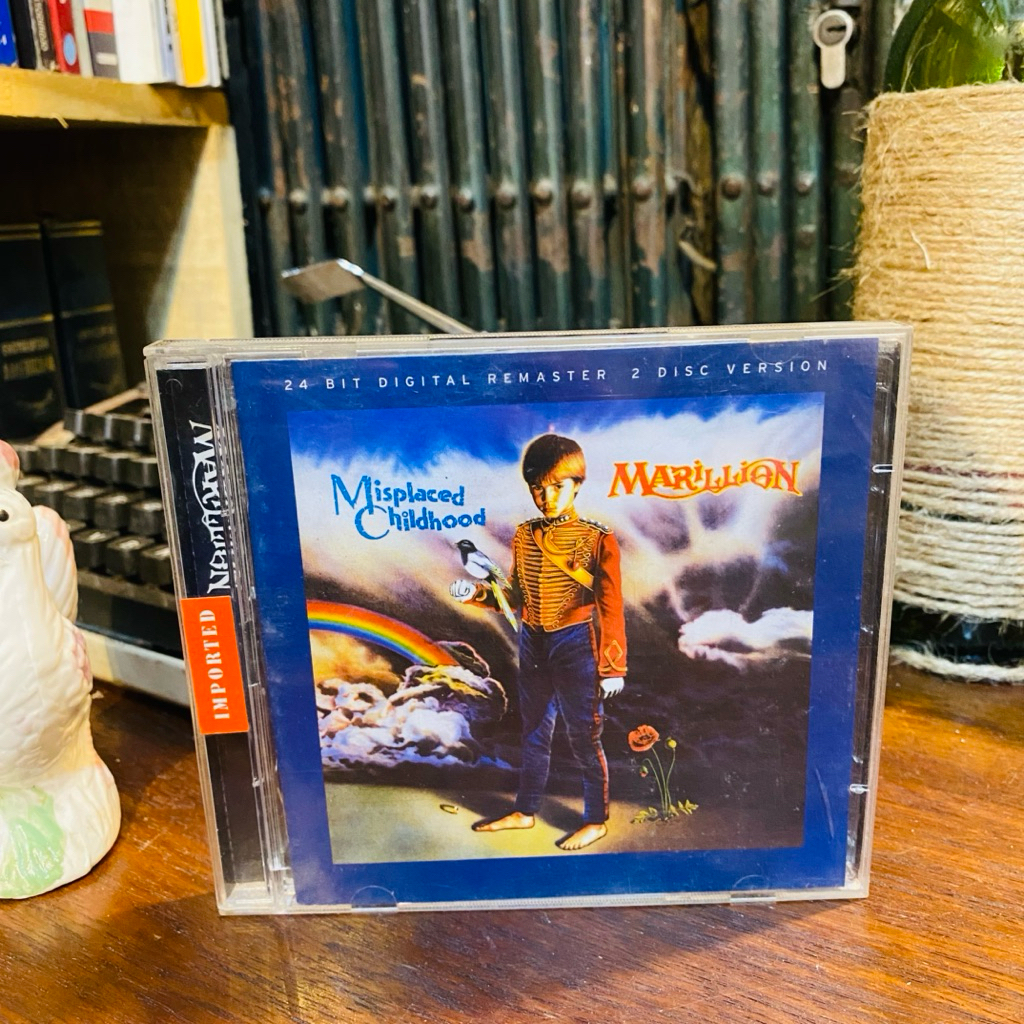 24 BIT DIGITAL REMASTER 2 DISC VERSION
Misplaced
Childhood
MARILLION
MARILLION
IMPORTED